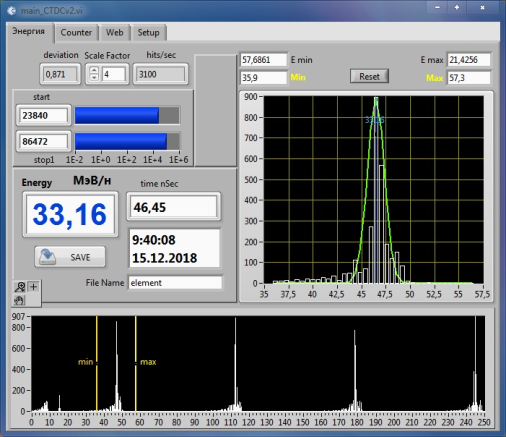 main_CTDCv2.vi
Энергия Counter Web Setup
deviation Scale Factor hits/sec
0,871 4 3100
start
23840
86472
stop1 1E-2 1E+0 1E+2 1E+4 1E+6
Energy МэВ/н time nSec
33,16 46,45
9:40:08
15.12.2018
SAVE
File Name element
57,6861 E min E max 21,4256
35,9 Min Reset Max 57,3
900
800
700
600
500
400
300
200
100
0
33,16
35 37,5 40 42,5 45 47,5 50 52,5 55 57,5
907
800
600
400
200
0
min max
0 10 20 30 40 50 60 70 80 90 100 110 120 130 140 150 160 170 180 190 200 210 220 230 240 250